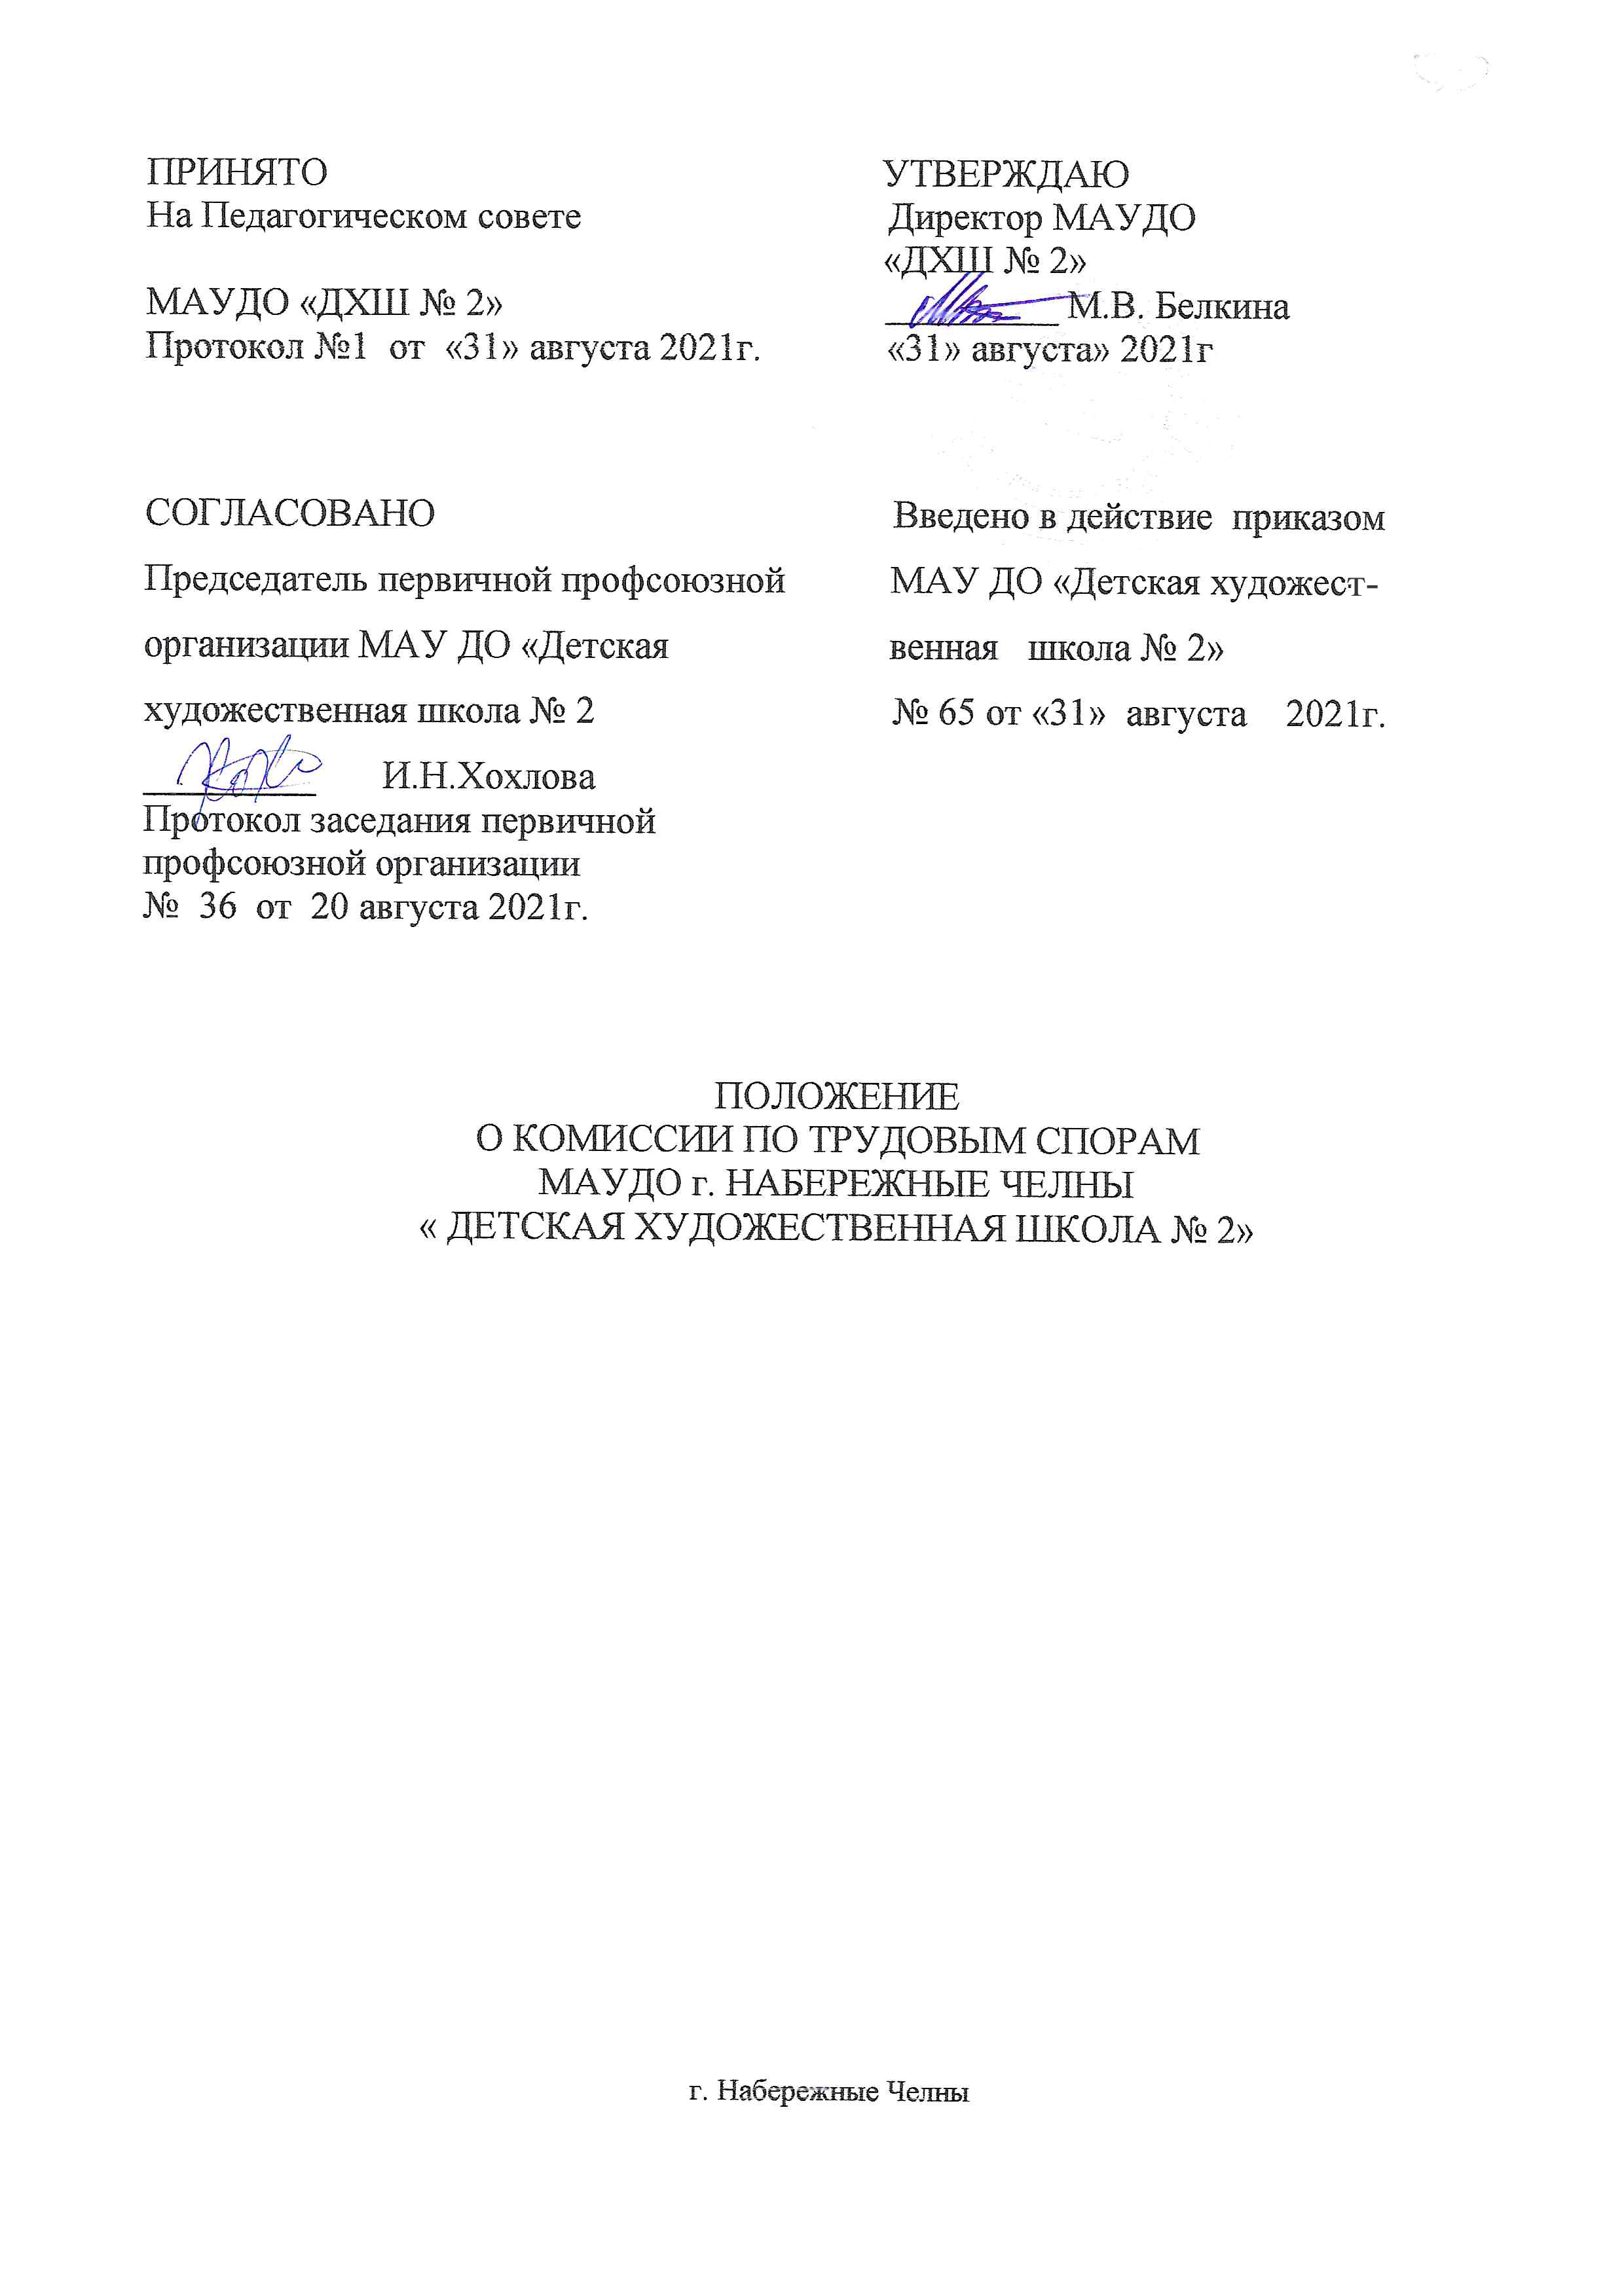 ПРИНЯТО
На Педагогическом совете
МАУДО «ДХШ № 2»
Протокол №1 от «31» августа 2021г.
УТВЕРЖДАЮ
Директор МАУДО
«ДХШ № 2»
_________ М.В. Белкина
«31» августа» 2021г
СОГЛАСОВАНО
Председатель первичной профсоюзной
организации МАУ ДО «Детская
художественная школа № 2
_________ И.Н.Хохлова
Протокол заседания первичной
профсоюзной организации
№ 36 от 20 августа 2021г.
Введено в действие приказом
МАУ ДО «Детская художест-
венная школа № 2»
№ 65 от «31» августа 2021г.
ПОЛОЖЕНИЕ
О КОМИССИИ ПО ТРУДОВЫМ СПОРАМ
МАУДО г. НАБЕРЕЖНЫЕ ЧЕЛНЫ
« ДЕТСКАЯ ХУДОЖЕСТВЕННАЯ ШКОЛА № 2»
г. Набережные Челны